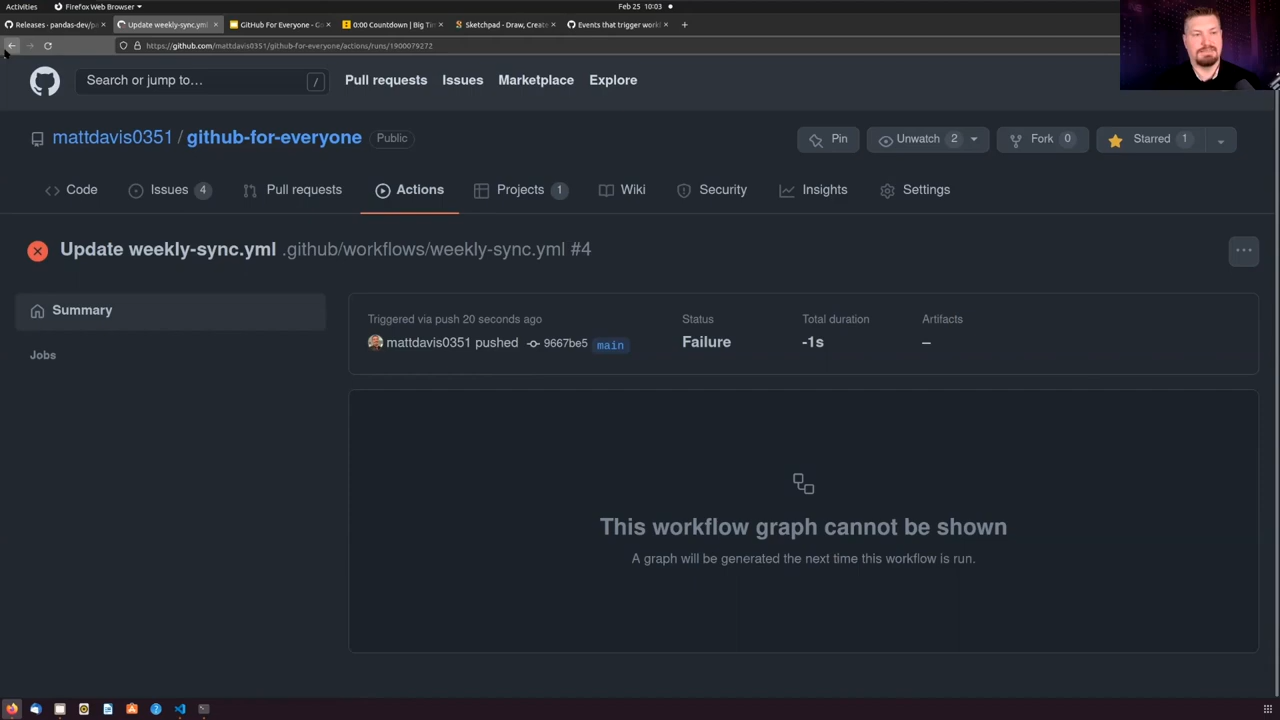 Activities
Firefox Web Browser
Feb 25 10:03
Releases · pandas-dev/p
Update weekly-sync.yml
GitHub For Everyone - G
0:00 Countdown | Big Ti
Sketchpad - Draw, Create
Events that trigger work
https://github.com/mattdavis0351/github-for-everyone/actions/runs/1900079272
Search or jump to…
/
Pull requests
Issues
Marketplace
Explore
mattdavis0351 / github-for-everyone
Public
Pin
Unwatch 2
Fork 0
Starred 1
Code
Issues 4
Pull requests
Actions
Projects 1
Wiki
Security
Insights
Settings
Update weekly-sync.yml .github/workflows/weekly-sync.yml #4
Summary
Jobs
Triggered via push 20 seconds ago
mattdavis0351 pushed 9667be5 main
Status
Failure
Total duration
-1s
Artifacts
–
This workflow graph cannot be shown
A graph will be generated the next time this workflow is run.